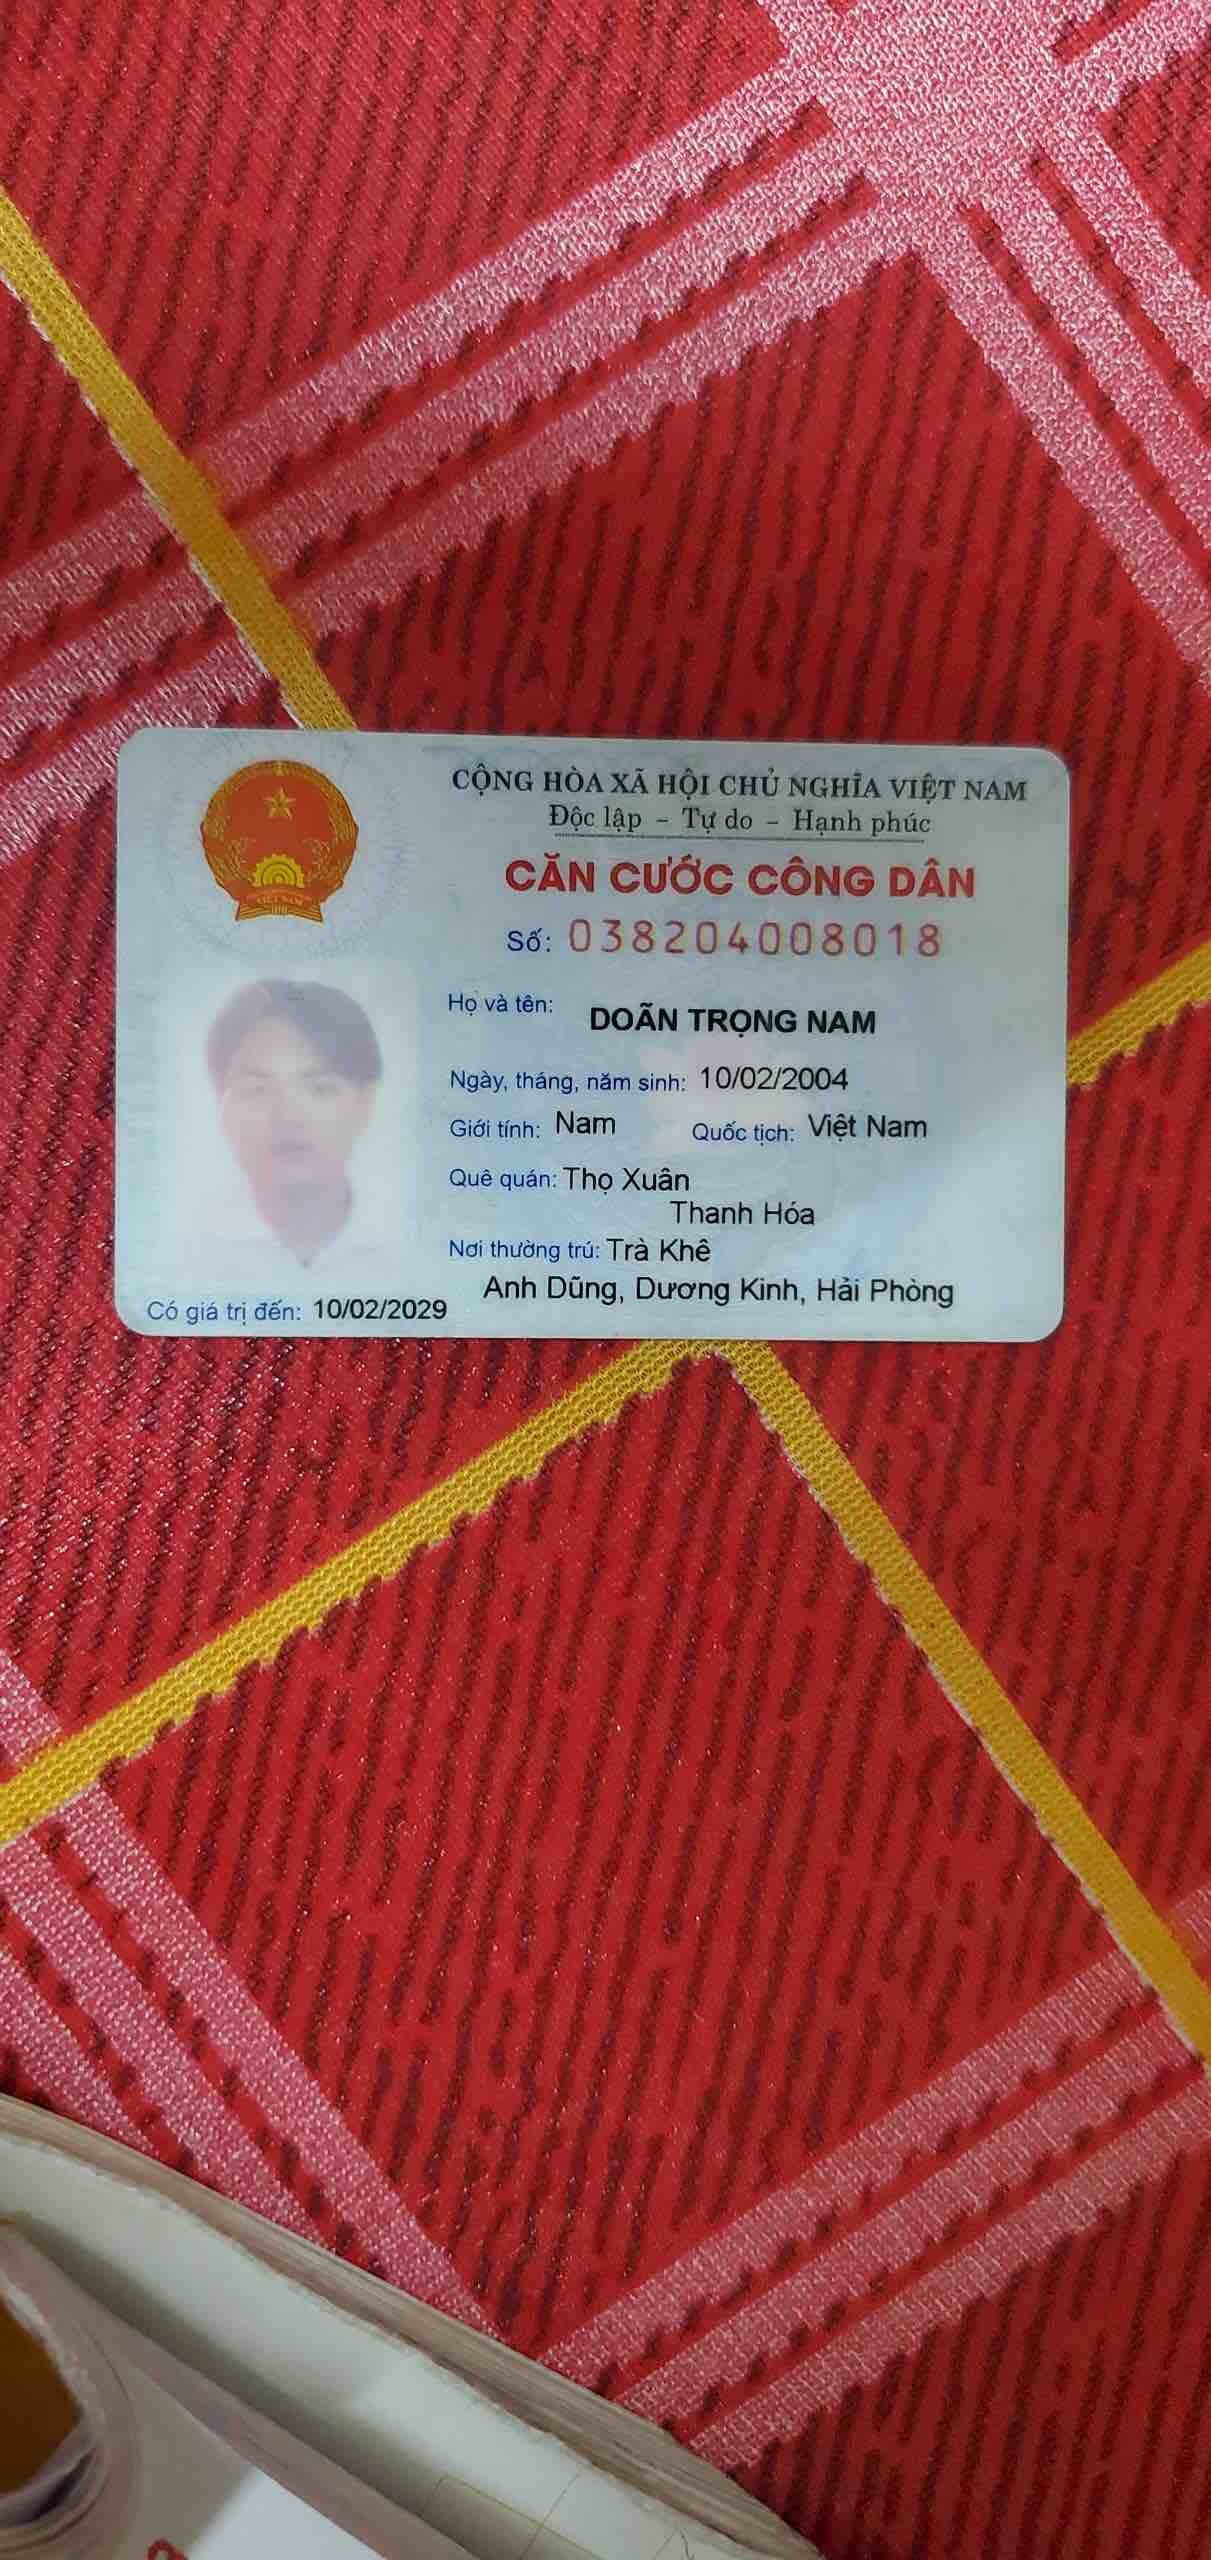 CỘNG HÒA XÃ HỘI CHỦ NGHĨA VIỆT NAM
Độc lập - Tự do - Hạnh phúc
CĂN CƯỚC CÔNG DÂN
Số: 038204008018
Họ và tên: DOÃN TRỌNG NAM
Ngày, tháng, năm sinh: 10/02/2004
Giới tính: Nam Quốc tịch: Việt Nam
Quê quán: Thọ Xuân
Thanh Hóa
Nơi thường trú: Trà Khê
Anh Dũng, Dương Kinh, Hải Phòng
Có giá trị đến: 10/02/2029
VIỆT NAM